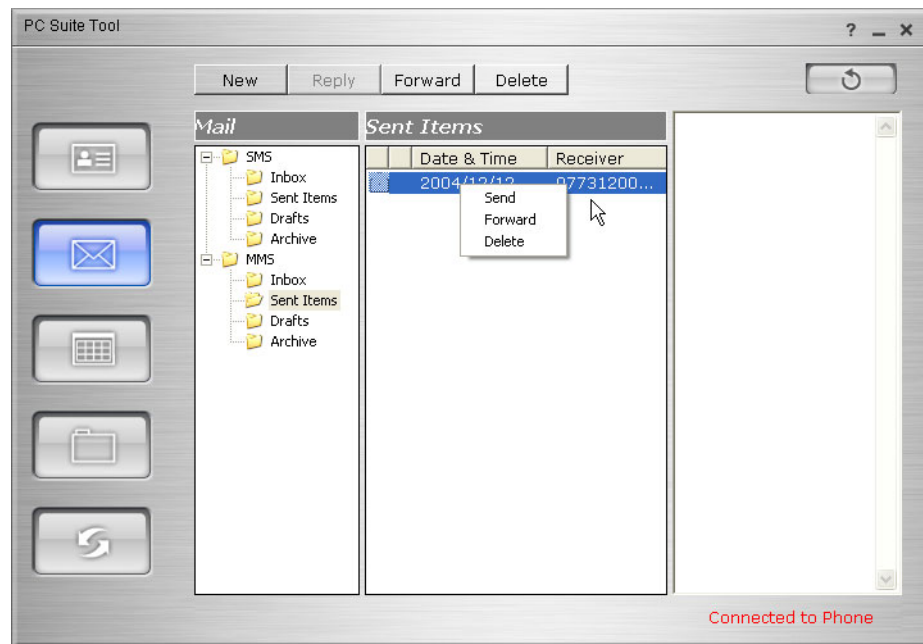 PC Suite Tool
? _ ×
New Reply Forward Delete
Mail
SMS
Inbox
Sent Items
Drafts
Archive
MMS
Inbox
Sent Items
Drafts
Archive
Sent Items
Date & Time Receiver
2004/12/12 07731200...
Send
Forward
Delete
Connected to Phone